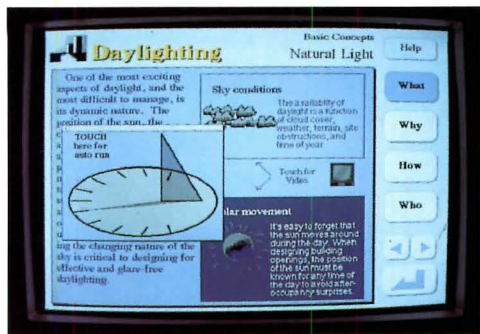 Daylighting
Basic Concepts
Natural Light
One of the most exciting
aspects of daylight, and the
most difficult to manage, is
its dynamic nature. The
position of the sun, the
ing the changing nature of the
sky is critical to designing for
effective and glare-free
daylighting.
TOUCH
here for
auto run
Sky conditions
The availability of
daylight is a function
of cloud cover,
weather, terrain, site
obstructions, and
time of year.
Touch for
Video
lar movement
It's easy to forget that
the sun moves around
during the day. When
designing building
openings, the position
of the sun must be
known for any time of
the day to avoid after-
occupancy surprises.
Help
What
Why
How
Who